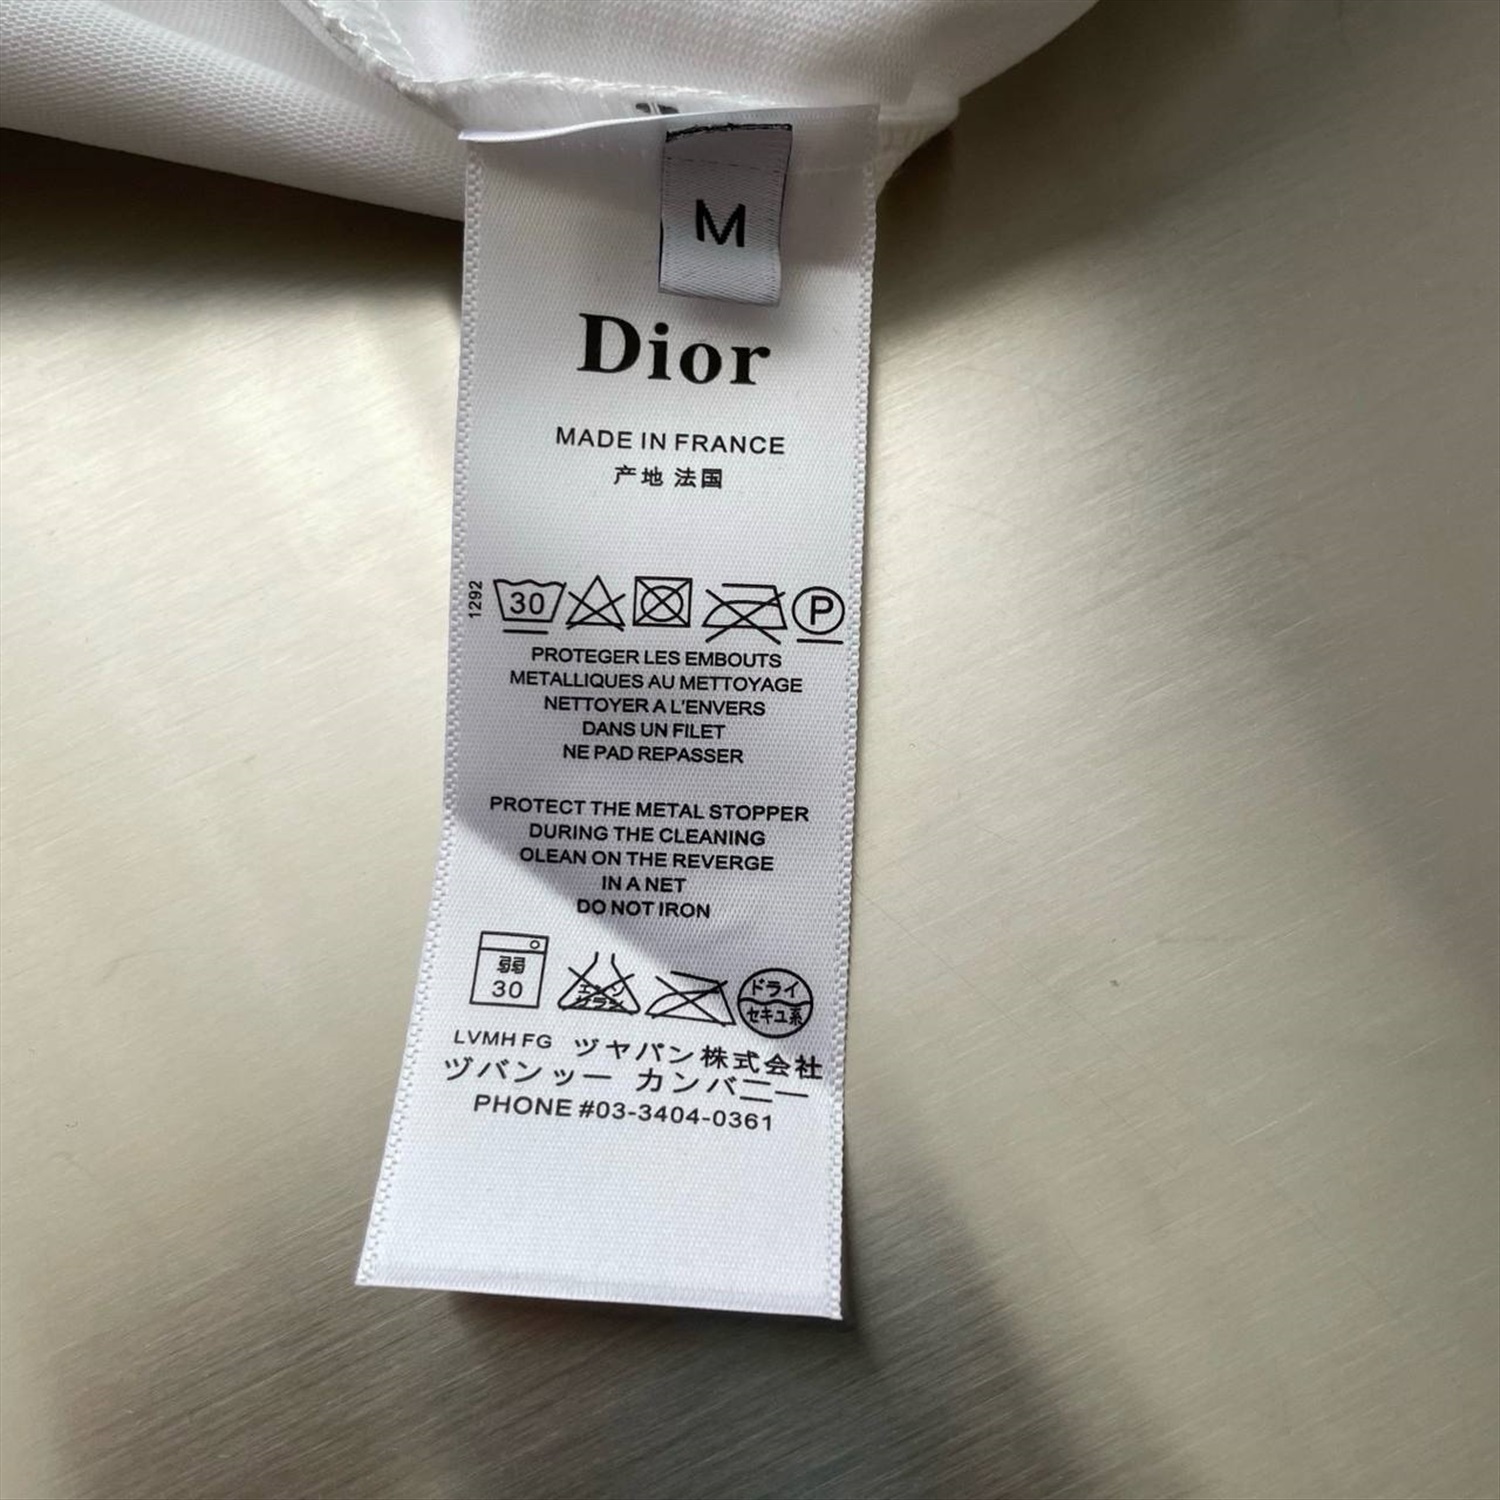 M
Dior
MADE IN FRANCE
产地 法国
1292
30
P
PROTEGER LES EMBOUTS
METALLIQUES AU METTOYAGE
NETTOYER A L'ENVERS
DANS UN FILET
NE PAD REPASSER
PROTECT THE METAL STOPPER
DURING THE CLEANING
OLEAN ON THE REVERGE
IN A NET
DO NOT IRON
弱
30
ドライ
セキユ系
LVMH FG ヅヤパン株式会社
ヅバンッー カンバニー
PHONE #03-3404-0361